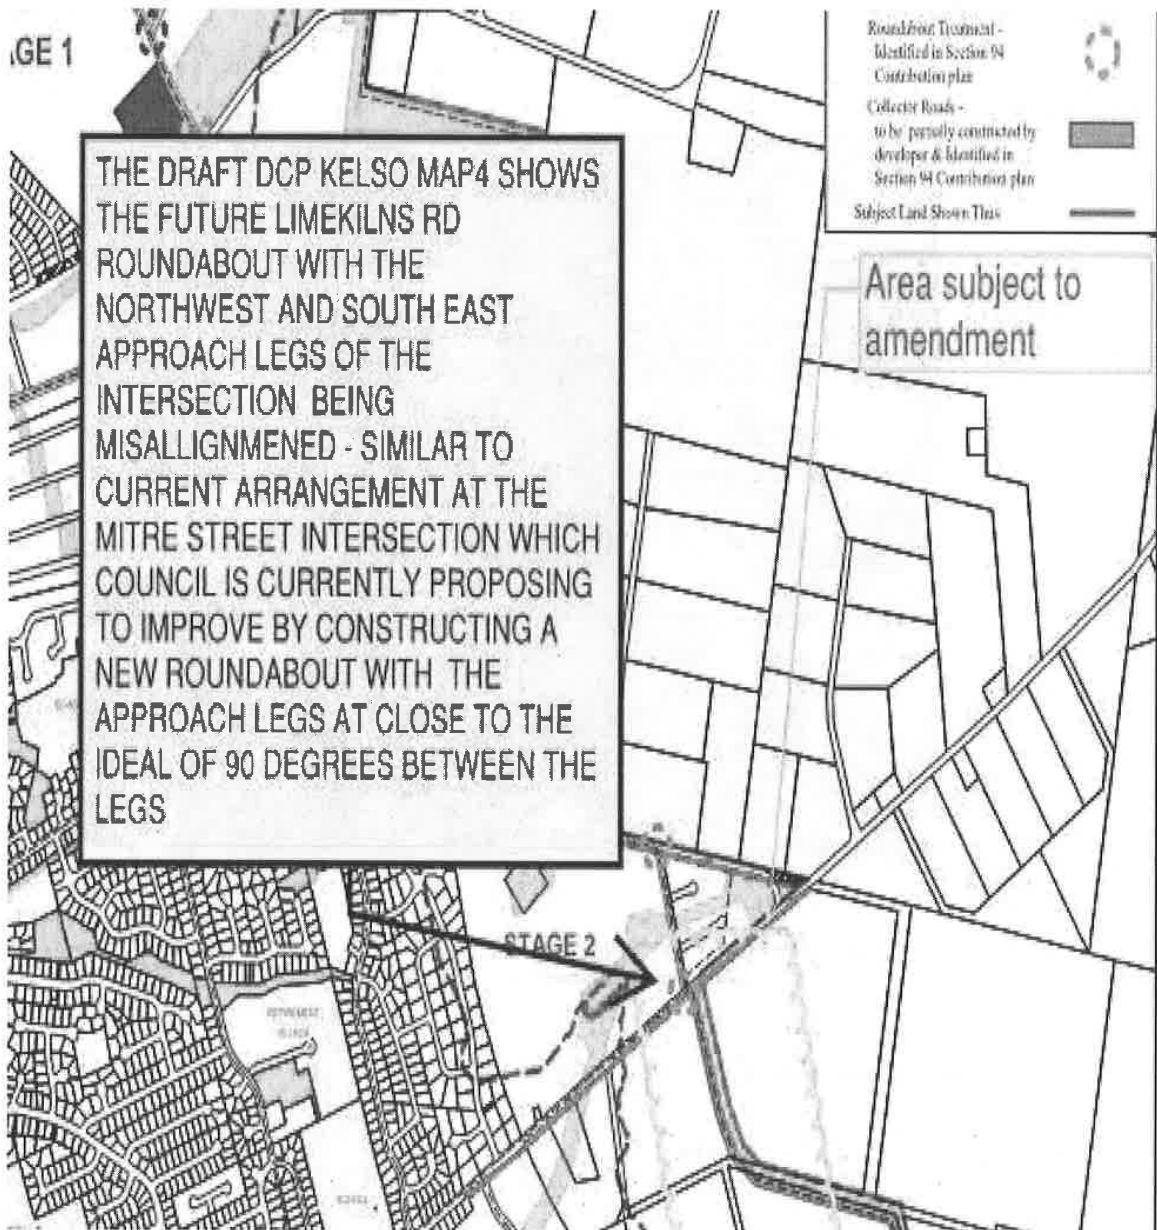 AGE 1
Roundabout Treatment -
Identified in Section 94
Contribution plan
Collector Roads -
to be partially constructed by
developer & Identified in
Section 94 Contribution plan
Subject Land Shown Thus
THE DRAFT DCP KELSO MAP4 SHOWS
THE FUTURE LIMEKILNS RD
ROUNDABOUT WITH THE
NORTHWEST AND SOUTH EAST
APPROACH LEGS OF THE
INTERSECTION BEING
MISALLIGNMENED - SIMILAR TO
CURRENT ARRANGEMENT AT THE
MITRE STREET INTERSECTION WHICH
COUNCIL IS CURRENTLY PROPOSING
TO IMPROVE BY CONSTRUCTING A
NEW ROUNDABOUT WITH THE
APPROACH LEGS AT CLOSE TO THE
IDEAL OF 90 DEGREES BETWEEN THE
LEGS
Area subject to
amendment
STAGE 2
RETIREMENT